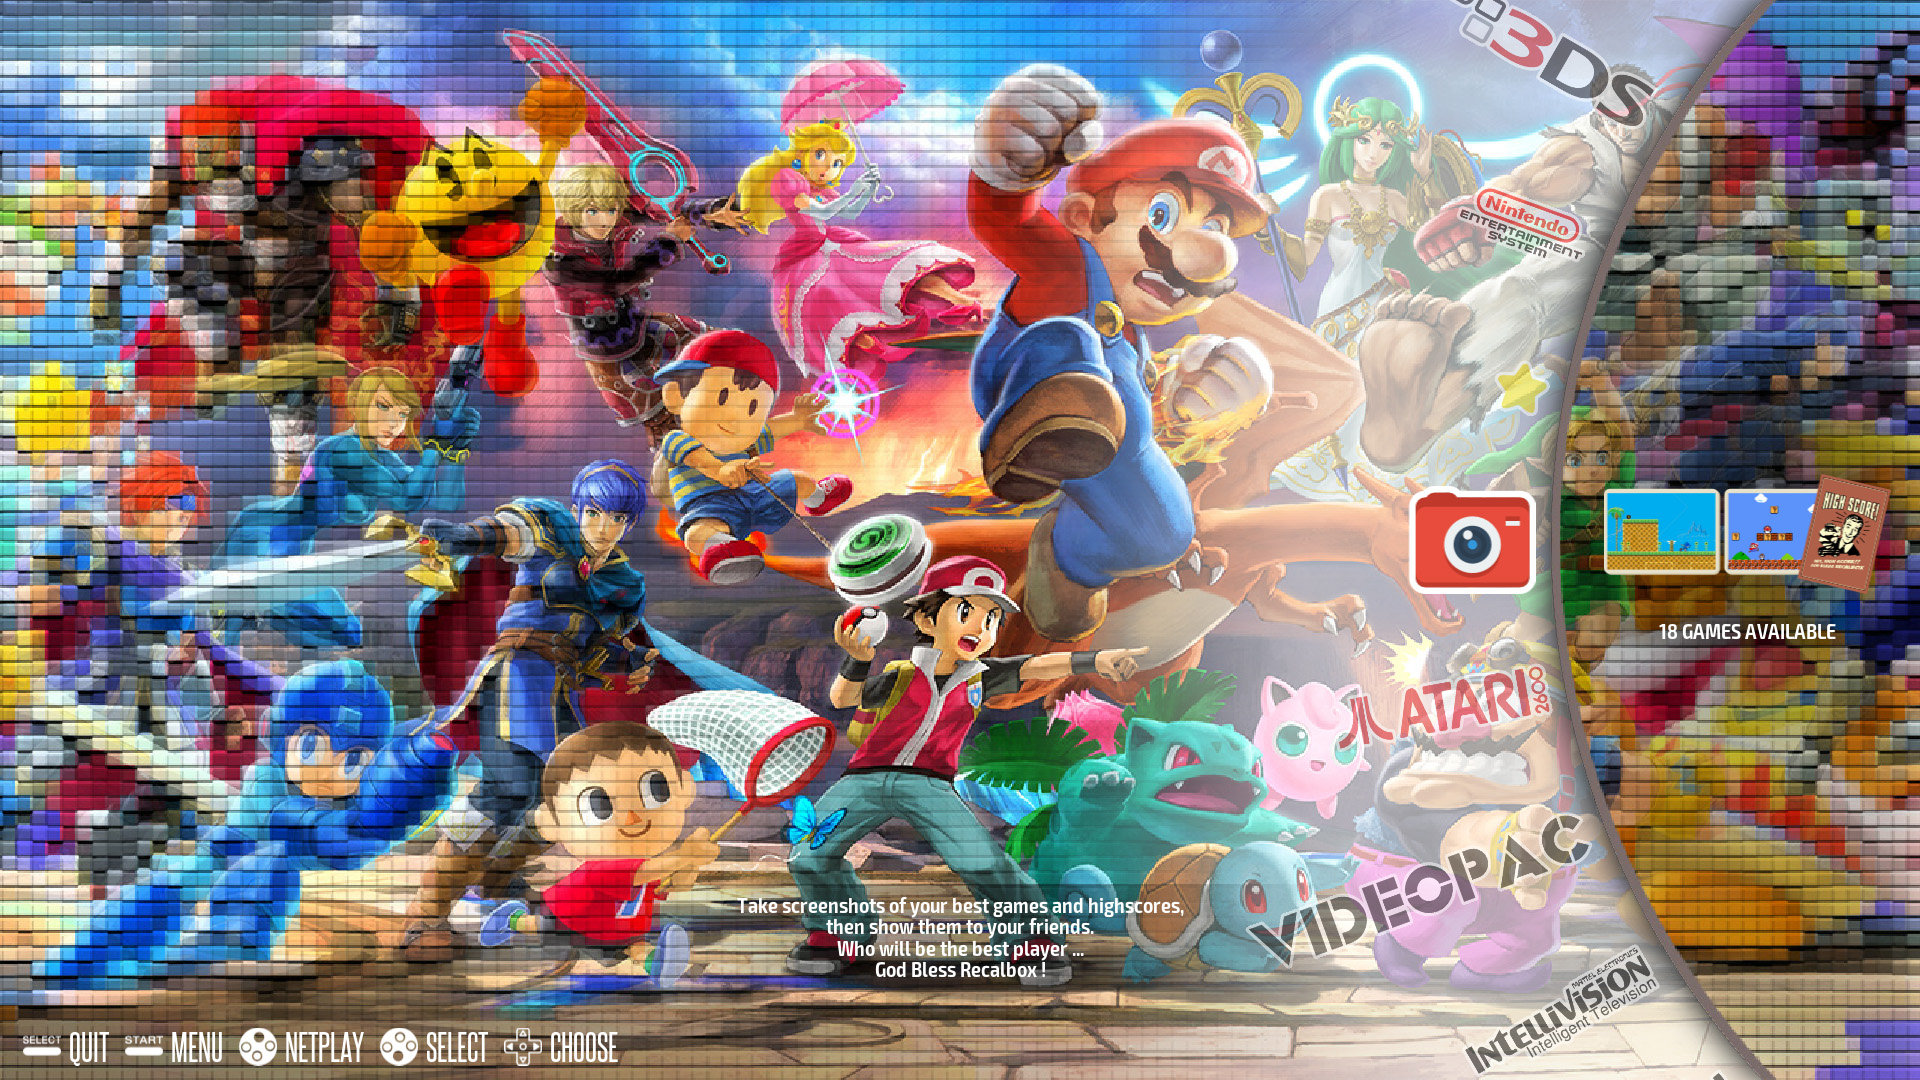 3DS
Nintendo
ENTERTAINMENT
SYSTEM
HIGH SCORE!
18 GAMES AVAILABLE
ATARI 2600
VIDEOPAC
Take screenshots of your best games and highscores,
then show them to your friends.
Who will be the best player ...
God Bless Recalbox !
MATTEL ELECTRONICS
INTELLIVISION
Intelligent Television
SELECT QUIT START MENU NETPLAY SELECT CHOOSE